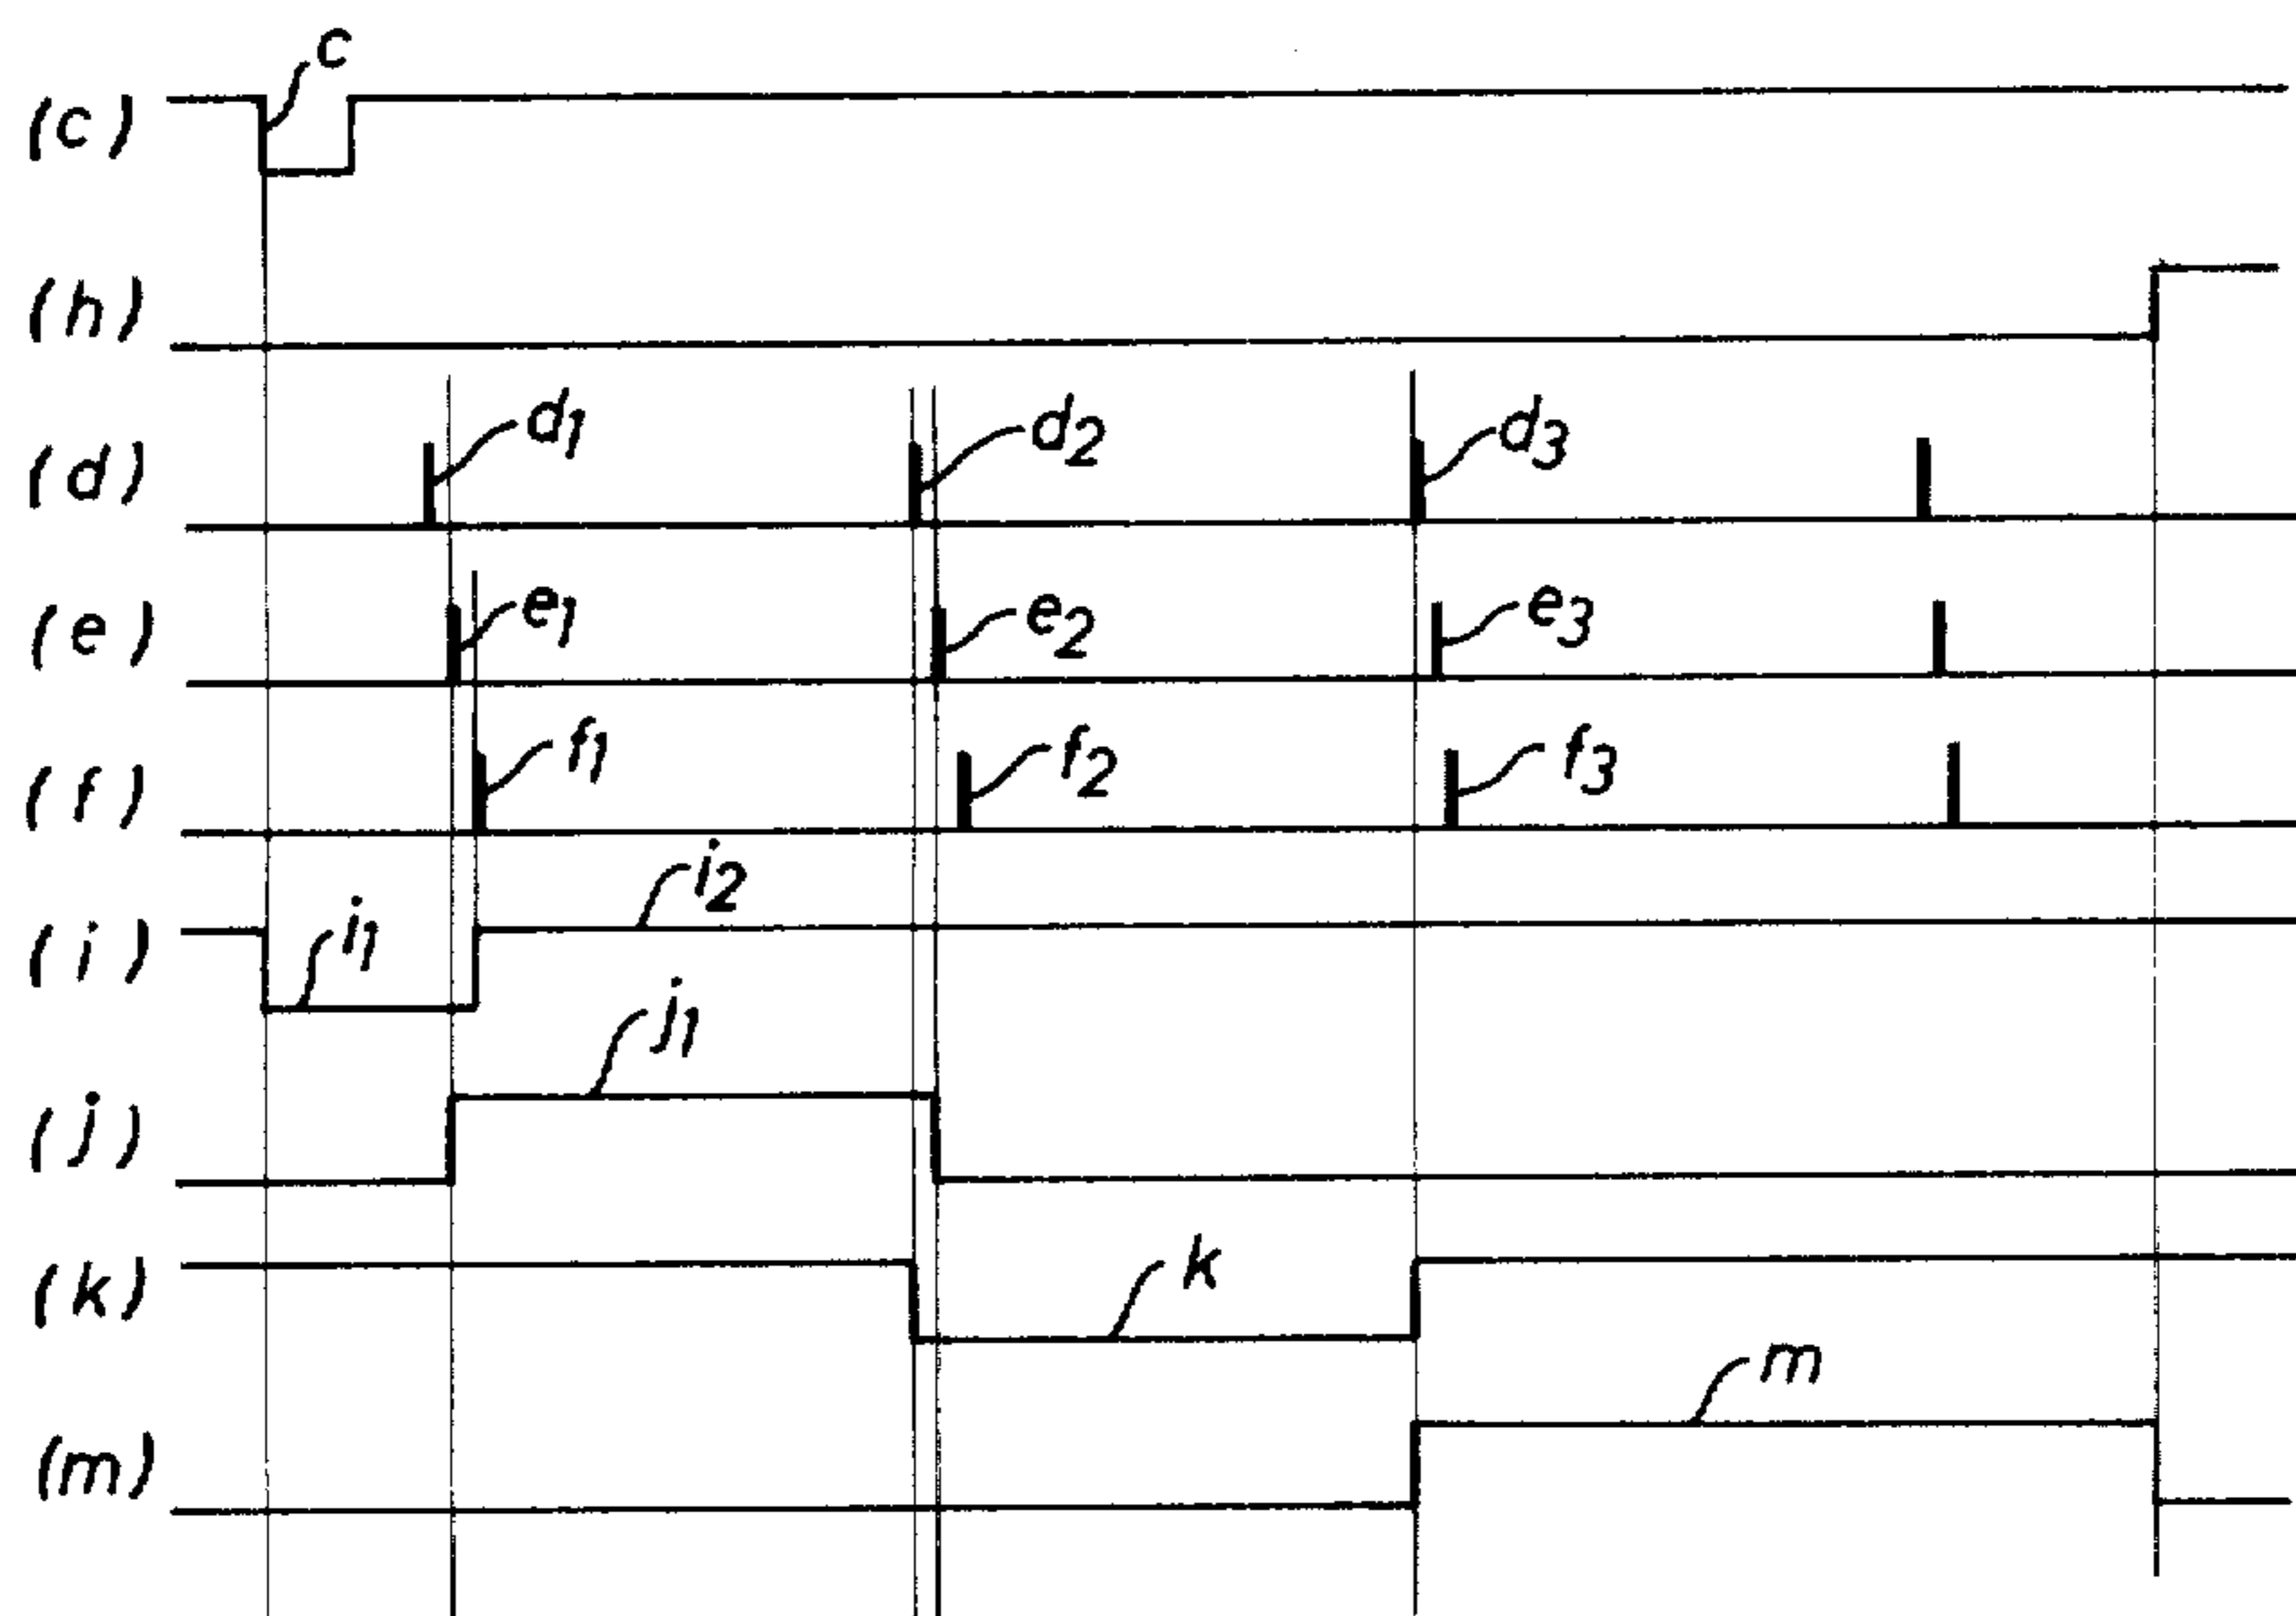 c
(c)
(h)
(d) d1 d2 d3
(e) e1 e2 e3
(f) f1 f2 f3
i2
(i) i1
j1
(j)
(k) k
m
(m)